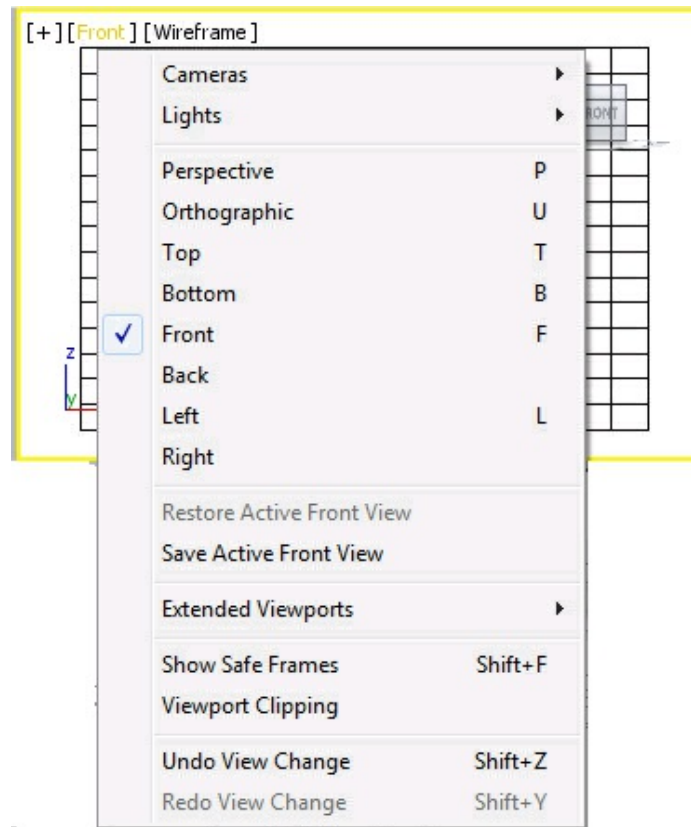 [+][Front][Wireframe]
Cameras
Lights
FRONT
Perspective P
Orthographic U
Top T
Bottom B
Front F
Back
Left L
Right
z
y
Restore Active Front View
Save Active Front View
Extended Viewports
Show Safe Frames Shift+F
Viewport Clipping
Undo View Change Shift+Z
Redo View Change Shift+Y